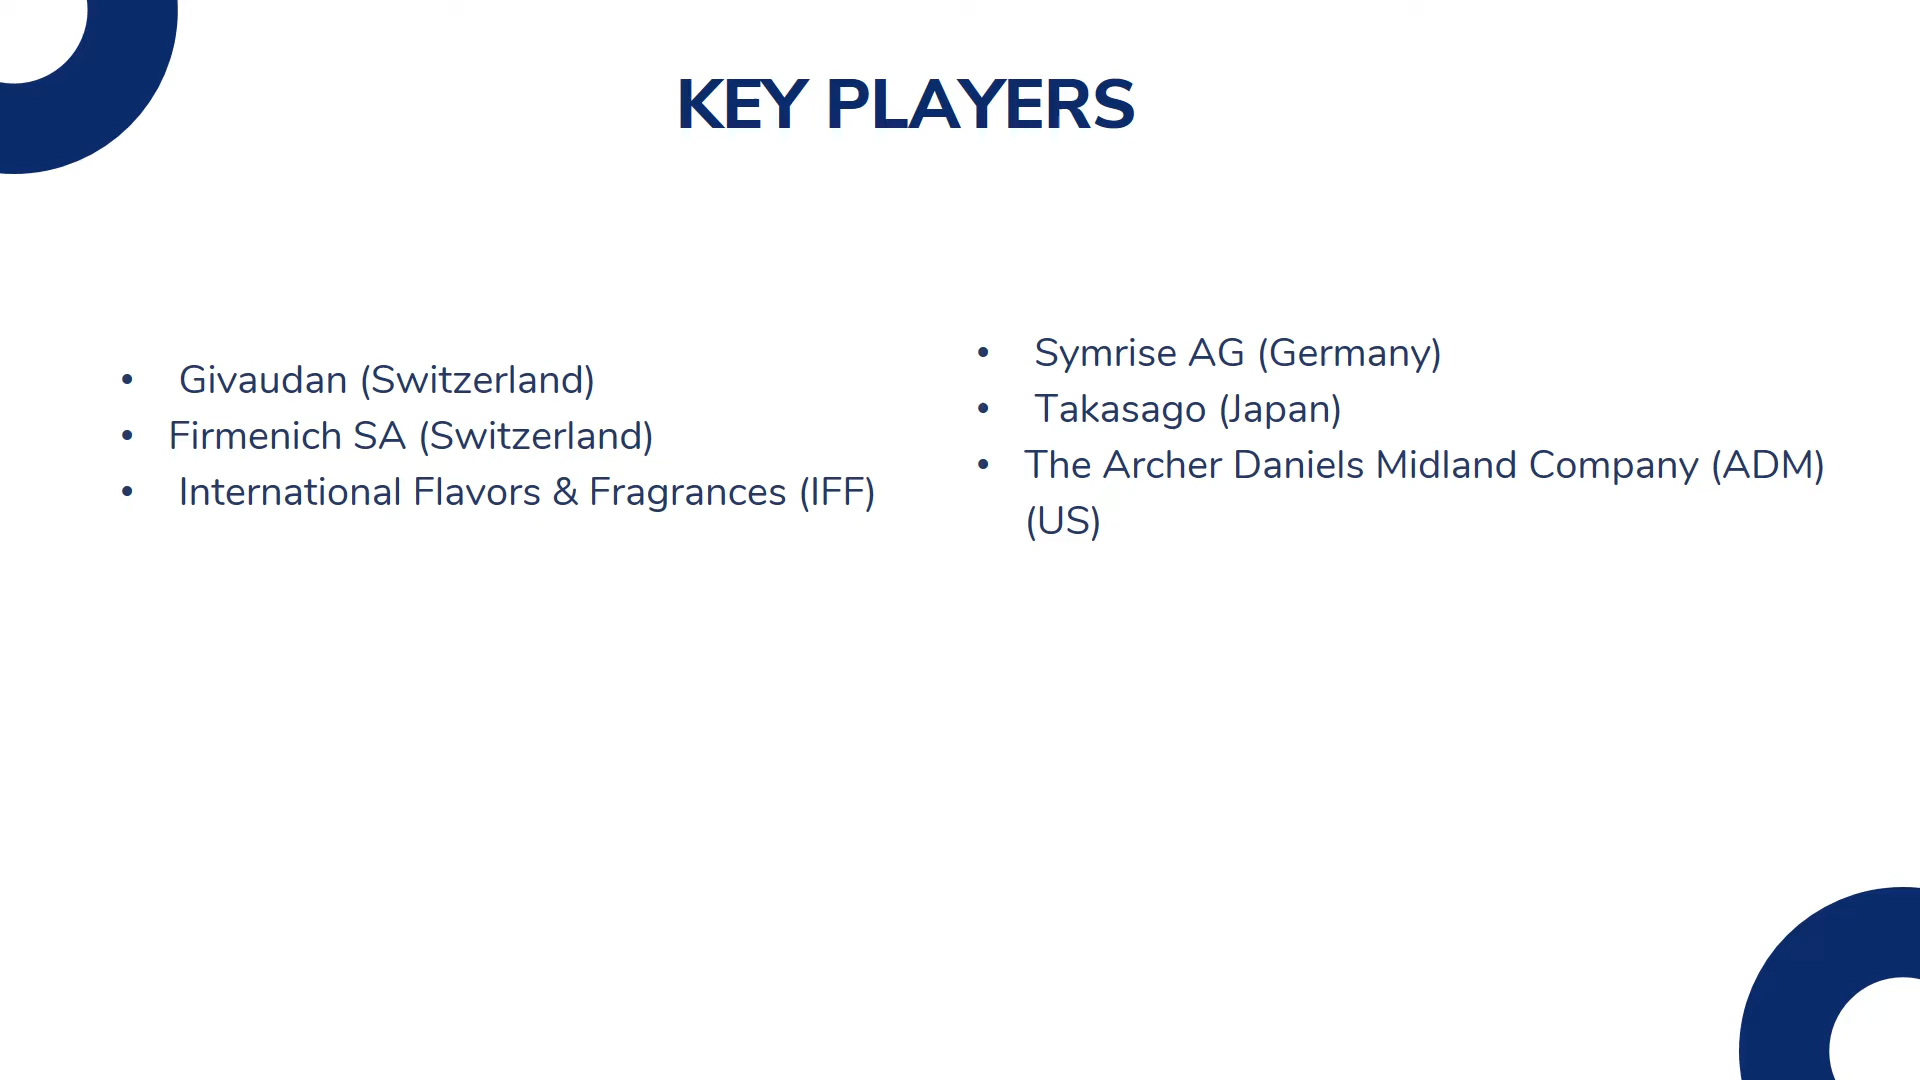 KEY PLAYERS
• Givaudan (Switzerland)
• Firmenich SA (Switzerland)
• International Flavors & Fragrances (IFF)
• Symrise AG (Germany)
• Takasago (Japan)
• The Archer Daniels Midland Company (ADM)
(US)